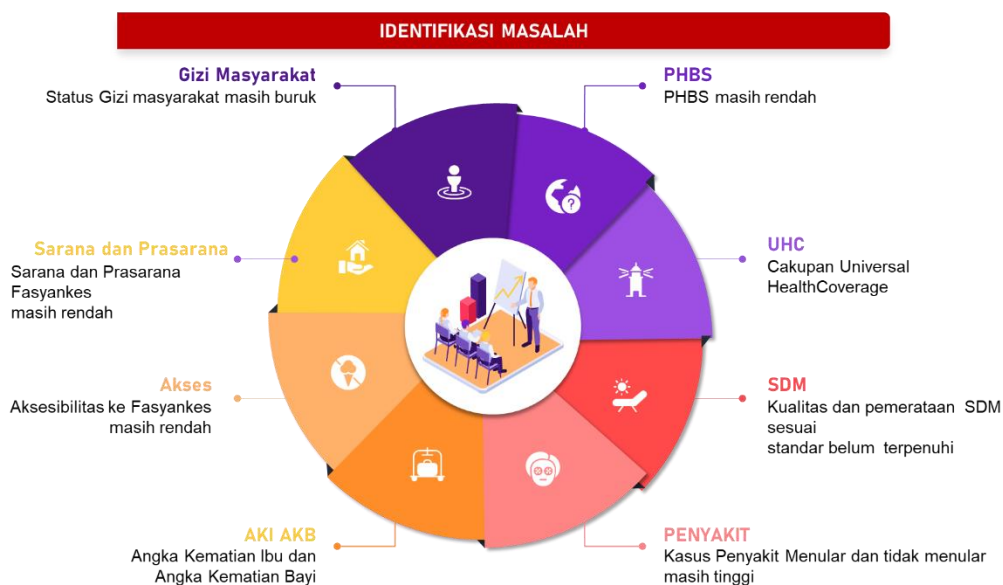 IDENTIFIKASI MASALAH
Gizi Masyarakat
Status Gizi masyarakat masih buruk
PHBS
PHBS masih rendah
Sarana dan Prasarana
Sarana dan Prasarana
Fasyankes
masih rendah
UHC
Cakupan Universal
HealthCoverage
Akses
Aksesibilitas ke Fasyankes
masih rendah
SDM
Kualitas dan pemerataan SDM
sesuai
standar belum terpenuhi
AKI AKB
Angka Kematian Ibu dan
Angka Kematian Bayi
PENYAKIT
Kasus Penyakit Menular dan tidak menular
masih tinggi
?